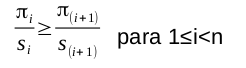 π_i/s_i ≥ π_(i+1)/s_(i+1) para 1≤i<n